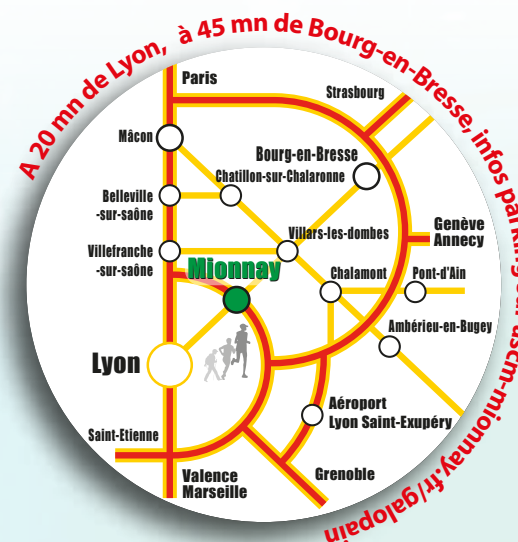 A 20 mn de Lyon, à 45 mn de Bourg-en-Bresse, infos parking sur ascm-mionnay.fr/galopain
Paris
Strasbourg
Mâcon
Bourg-en-Bresse
Chatillon-sur-Chalaronne
Belleville
-sur-saône
Genève
Annecy
Villars-les-dombes
Villefranche
-sur-saône
Mionnay
Chalamont
Pont-d'Ain
Ambérieu-en-Bugey
Lyon
Aéroport
Lyon Saint-Exupéry
Saint-Etienne
Valence
Marseille
Grenoble